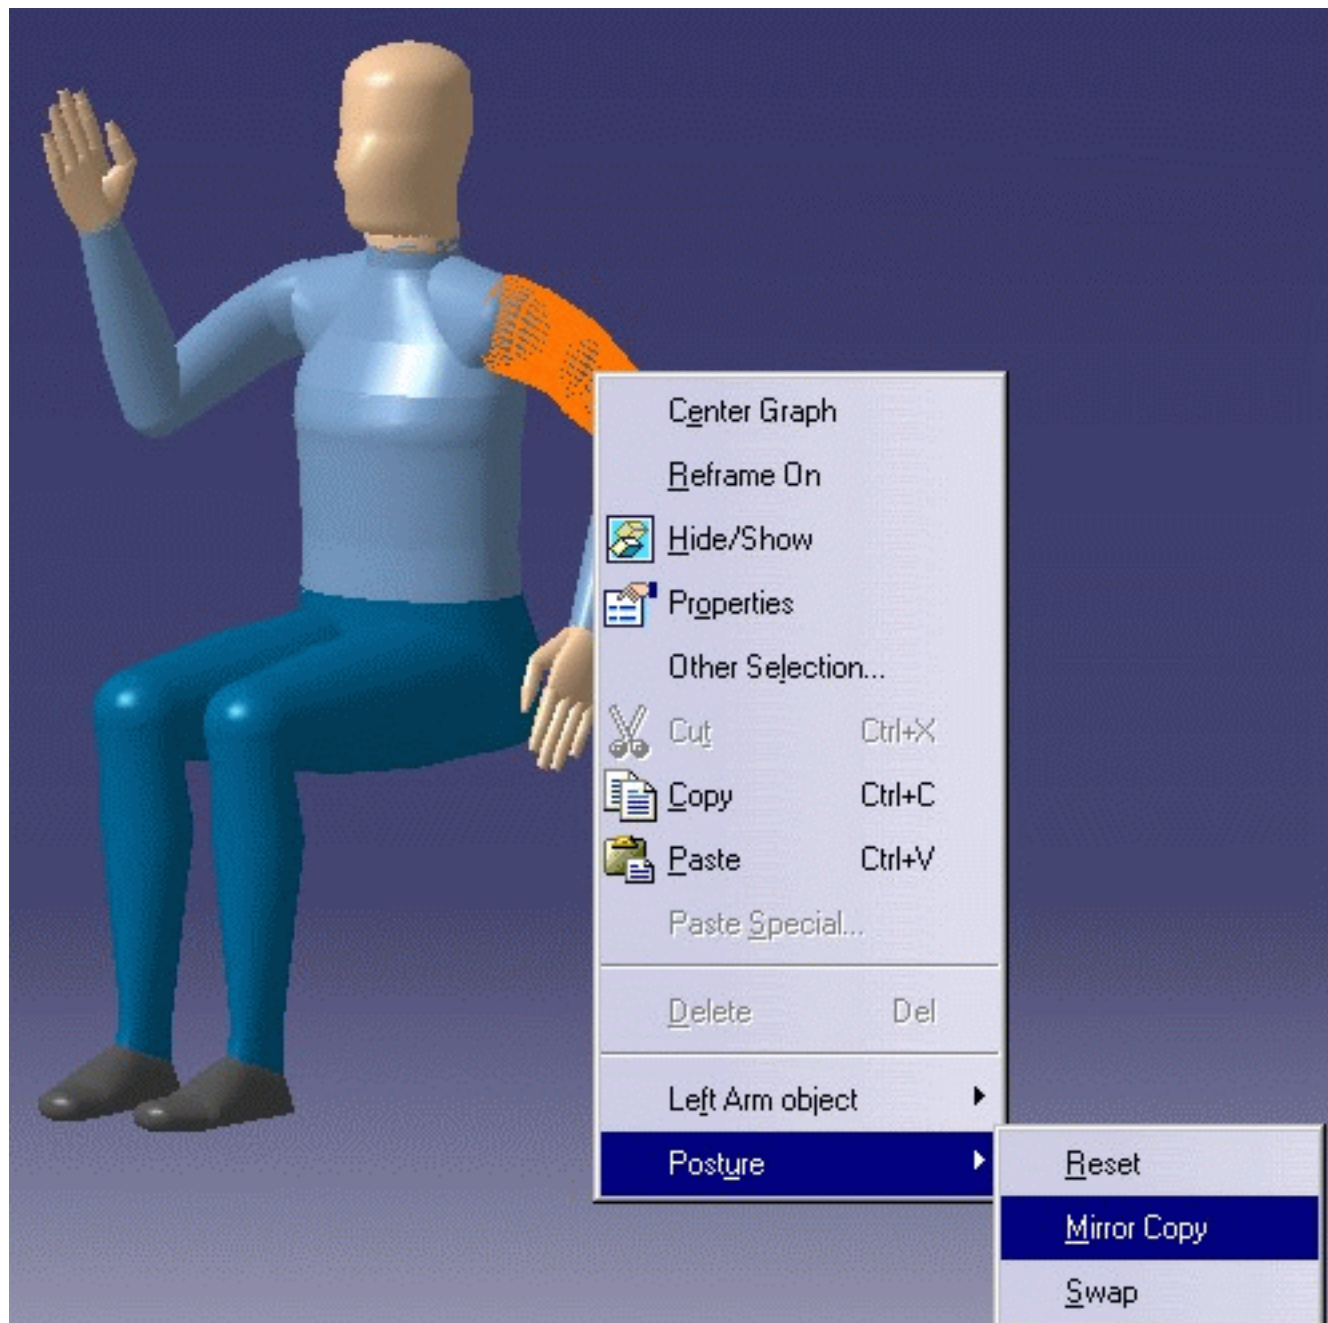 Center Graph
Reframe On
Hide/Show
Properties
Other Selection...
Cut Ctrl+X
Copy Ctrl+C
Paste Ctrl+V
Paste Special...
Delete Del
Left Arm object
Posture
Reset
Mirror Copy
Swap